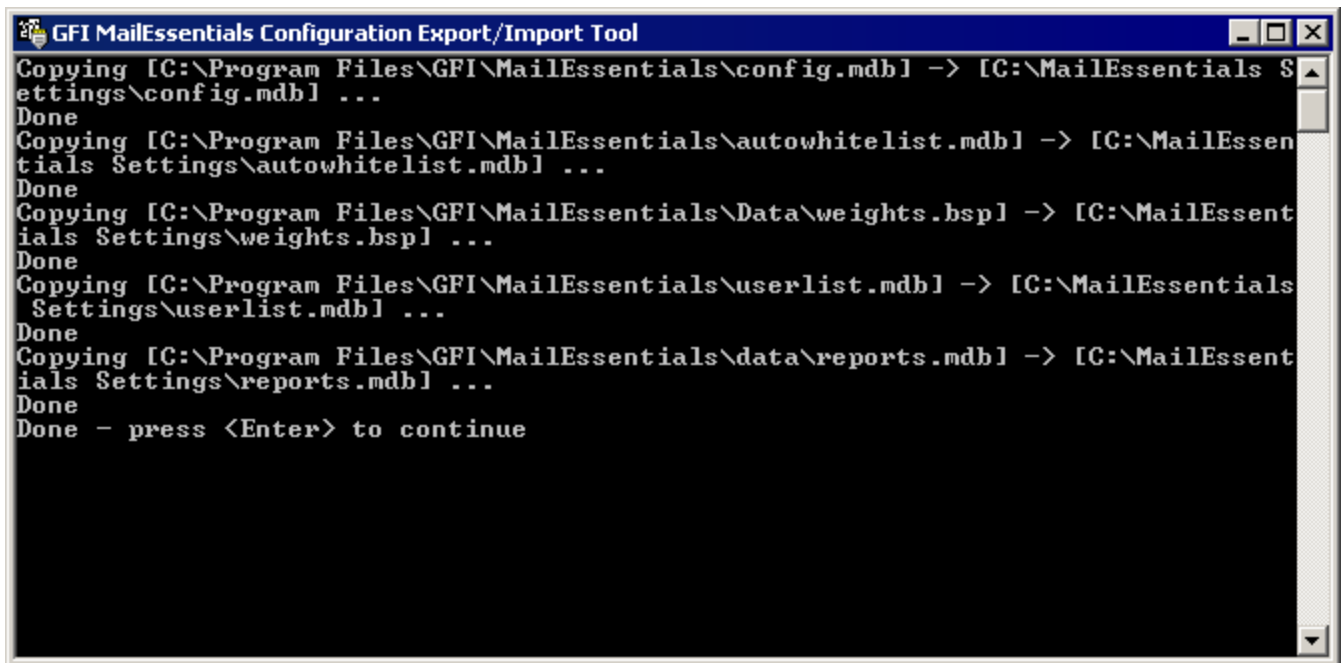 GFI MailEssentials Configuration Export/Import Tool
Copying [C:\Program Files\GFI\MailEssentials\config.mdb] -> [C:\MailEssentials S
ettings\config.mdb] ...
Done
Copying [C:\Program Files\GFI\MailEssentials\autowhitelist.mdb] -> [C:\MailEssen
tials Settings\autowhitelist.mdb] ...
Done
Copying [C:\Program Files\GFI\MailEssentials\Data\weights.bsp] -> [C:\MailEssent
ials Settings\weights.bsp] ...
Done
Copying [C:\Program Files\GFI\MailEssentials\userlist.mdb] -> [C:\MailEssentials
 Settings\userlist.mdb] ...
Done
Copying [C:\Program Files\GFI\MailEssentials\data\reports.mdb] -> [C:\MailEssent
ials Settings\reports.mdb] ...
Done
Done - press <Enter> to continue